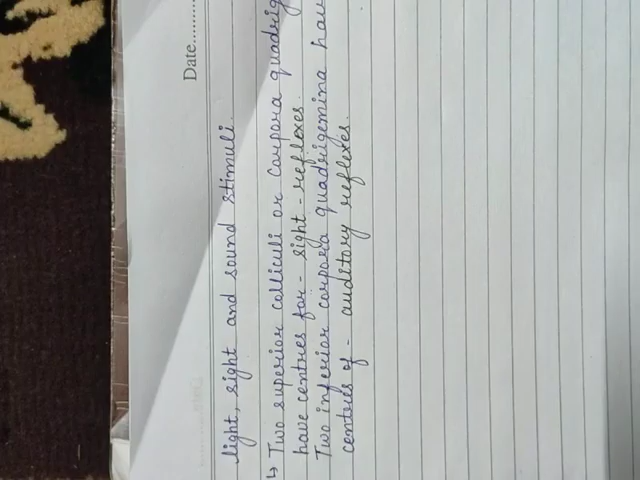 Date..........
light, sight and sound stimuli.
↳ Two superior colliculi or corpora quadrig
have centres for - sight - reflexes.
Two inferior corpora quadrigemina hav
centres of - auditory reflexes.